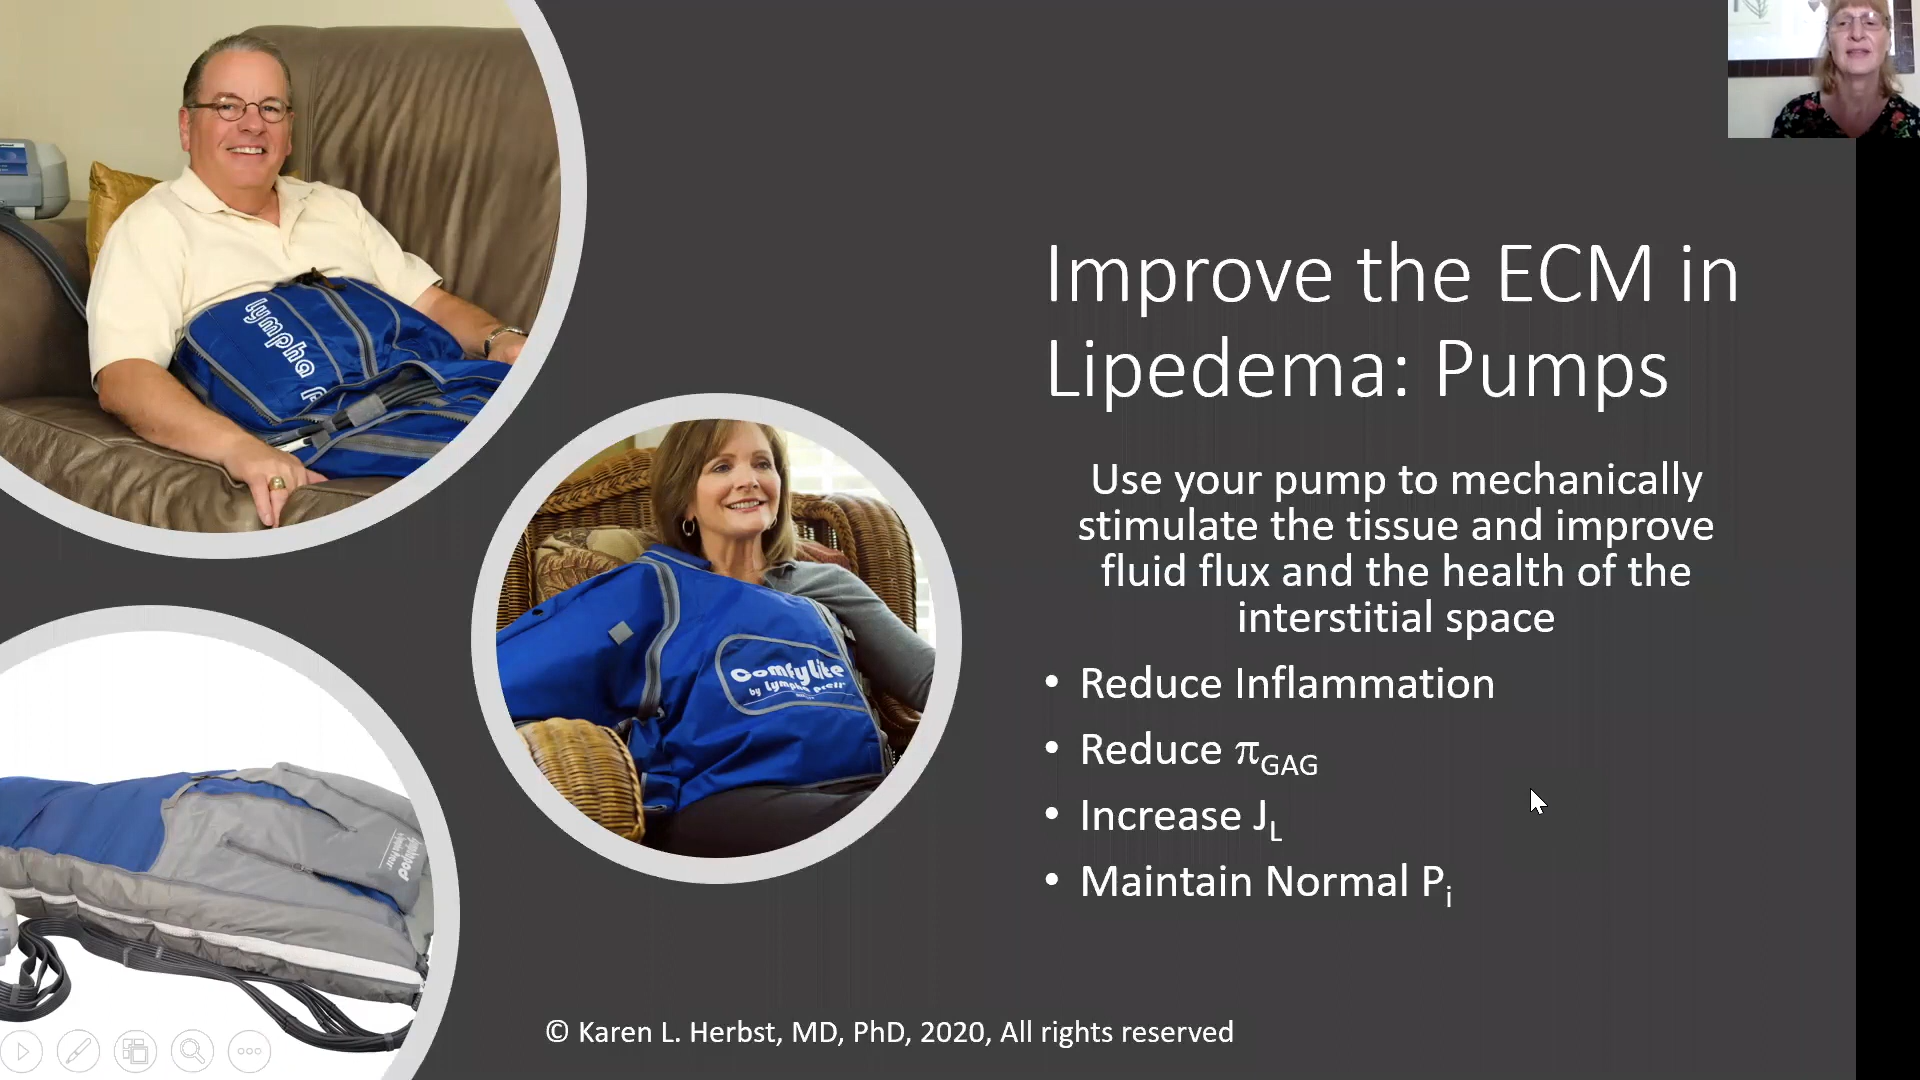 Improve the ECM in
Lipedema: Pumps
Use your pump to mechanically
stimulate the tissue and improve
fluid flux and the health of the
interstitial space
• Reduce Inflammation
• Reduce πGAG
• Increase JL
• Maintain Normal Pi
lympha
ComfyLite
by lympha press
© Karen L. Herbst, MD, PhD, 2020, All rights reserved